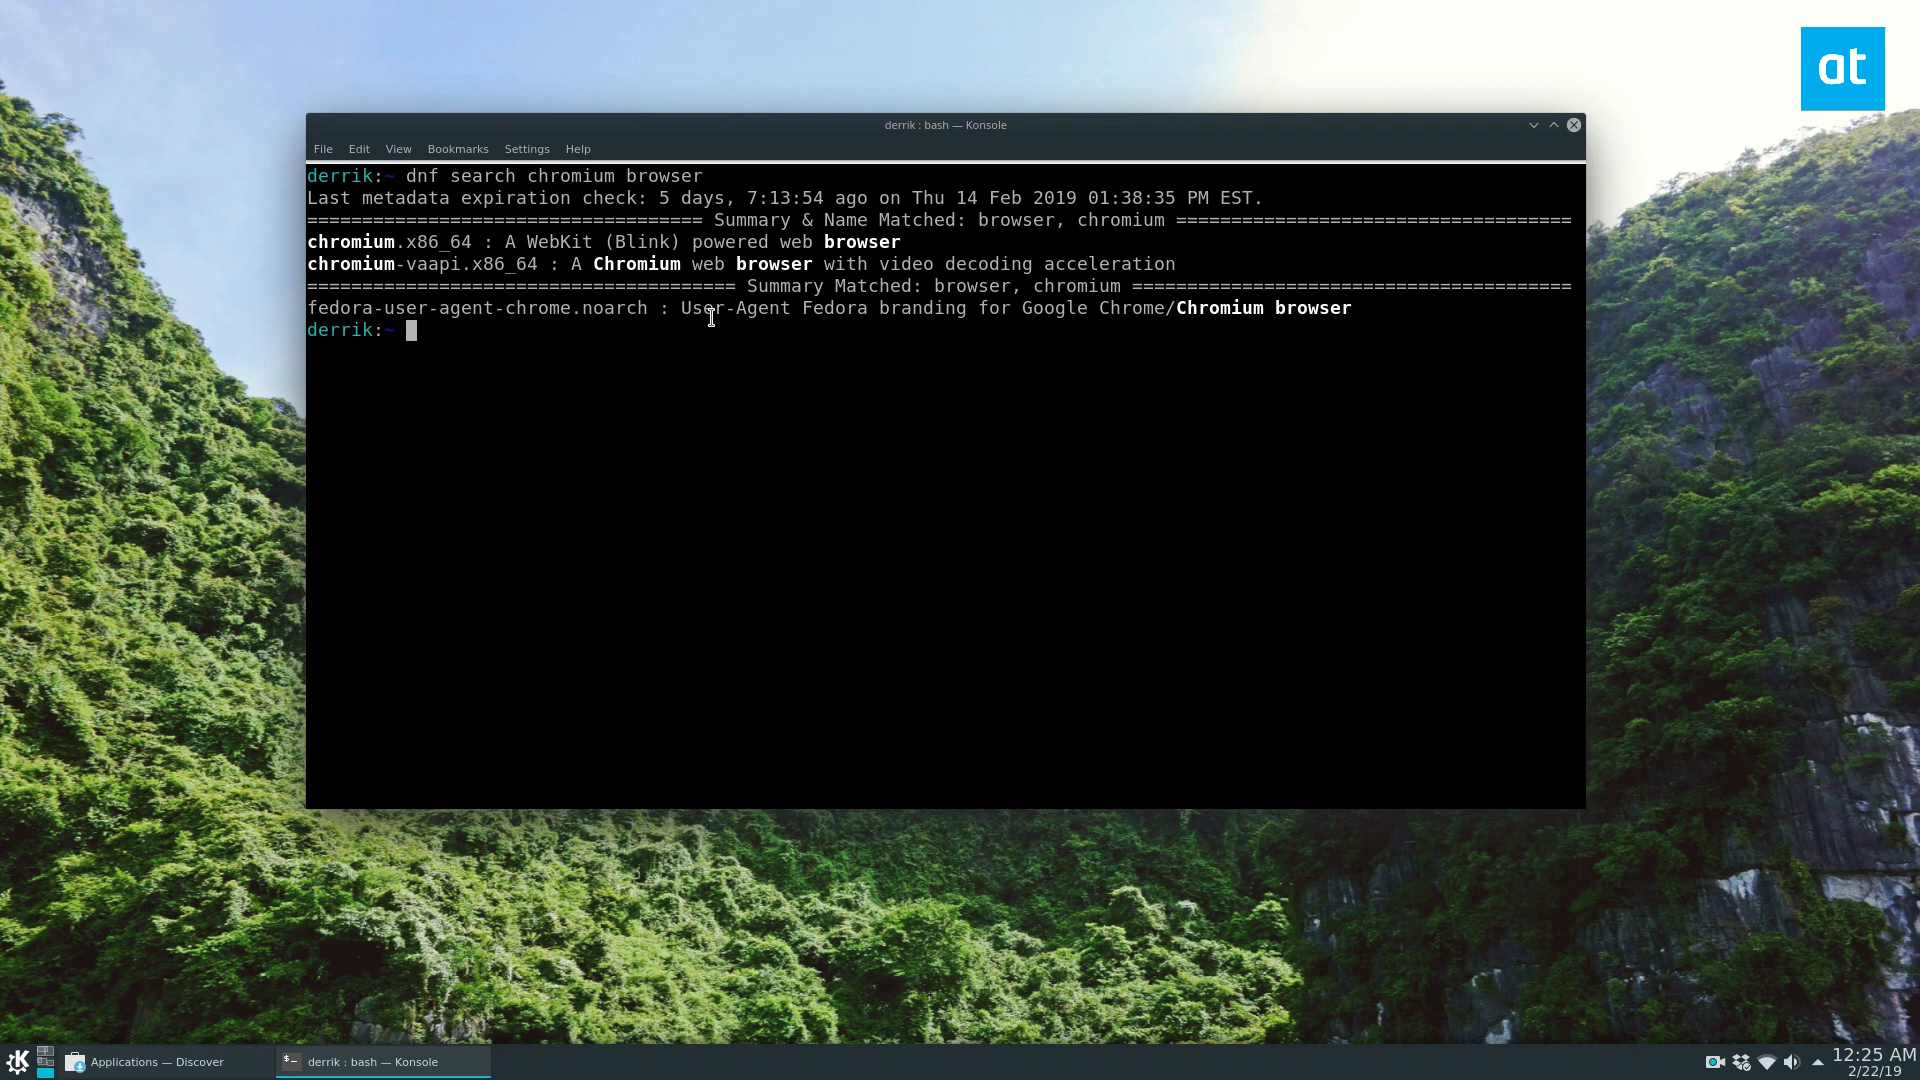 at
derrik : bash — Konsole
File Edit View Bookmarks Settings Help
derrik:~ dnf search chromium browser
Last metadata expiration check: 5 days, 7:13:54 ago on Thu 14 Feb 2019 01:38:35 PM EST.
==================================== Summary & Name Matched: browser, chromium ====================================
chromium.x86_64 : A WebKit (Blink) powered web browser
chromium-vaapi.x86_64 : A Chromium web browser with video decoding acceleration
======================================= Summary Matched: browser, chromium ========================================
fedora-user-agent-chrome.noarch : User-Agent Fedora branding for Google Chrome/Chromium browser
derrik:~
Applications — Discover
$-
derrik : bash — Konsole
12:25 AM
2/22/19